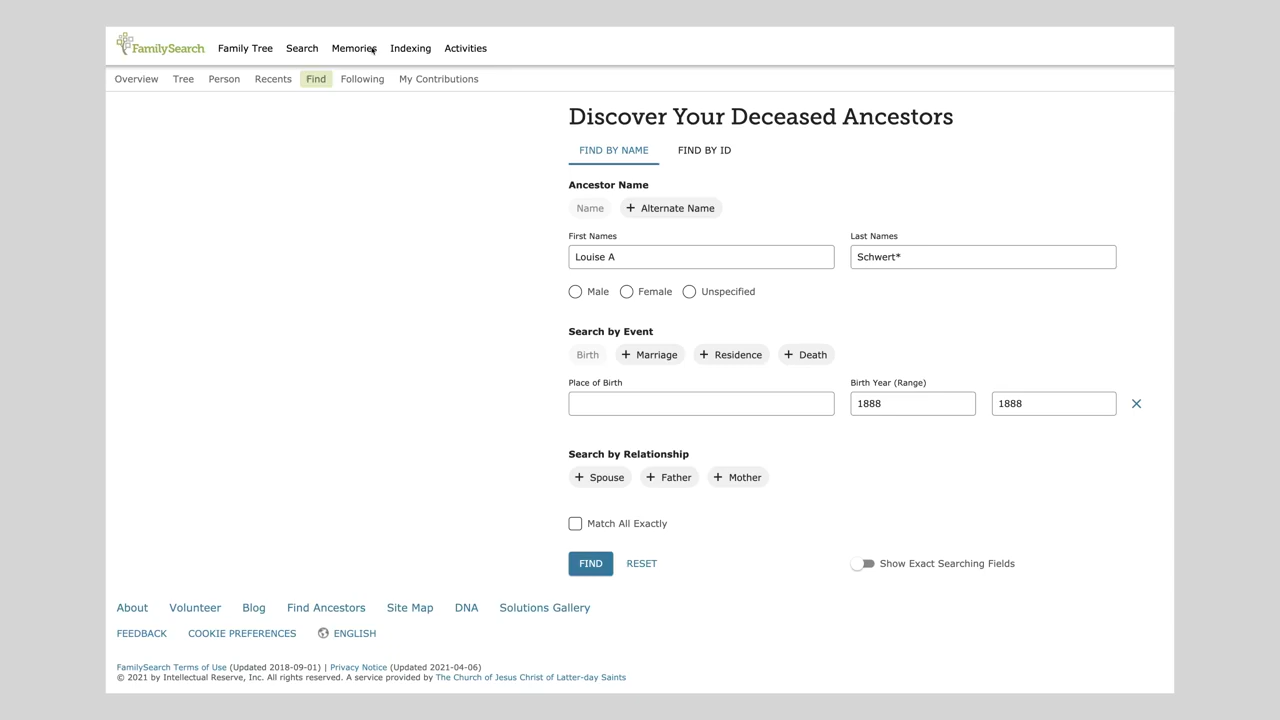 FamilySearch Family Tree Search Memories Indexing Activities
Overview Tree Person Recents Find Following My Contributions
Discover Your Deceased Ancestors
FIND BY NAME FIND BY ID
Ancestor Name
Name + Alternate Name
First Names Last Names
Louise A Schwert*
Male Female Unspecified
Search by Event
Birth + Marriage + Residence + Death
Place of Birth Birth Year (Range)
1888 1888
Search by Relationship
+ Spouse + Father + Mother
Match All Exactly
FIND RESET Show Exact Searching Fields
About Volunteer Blog Find Ancestors Site Map DNA Solutions Gallery
FEEDBACK COOKIE PREFERENCES ENGLISH
FamilySearch Terms of Use (Updated 2018-09-01) | Privacy Notice (Updated 2021-04-06)
© 2021 by Intellectual Reserve, Inc. All rights reserved. A service provided by The Church of Jesus Christ of Latter-day Saints